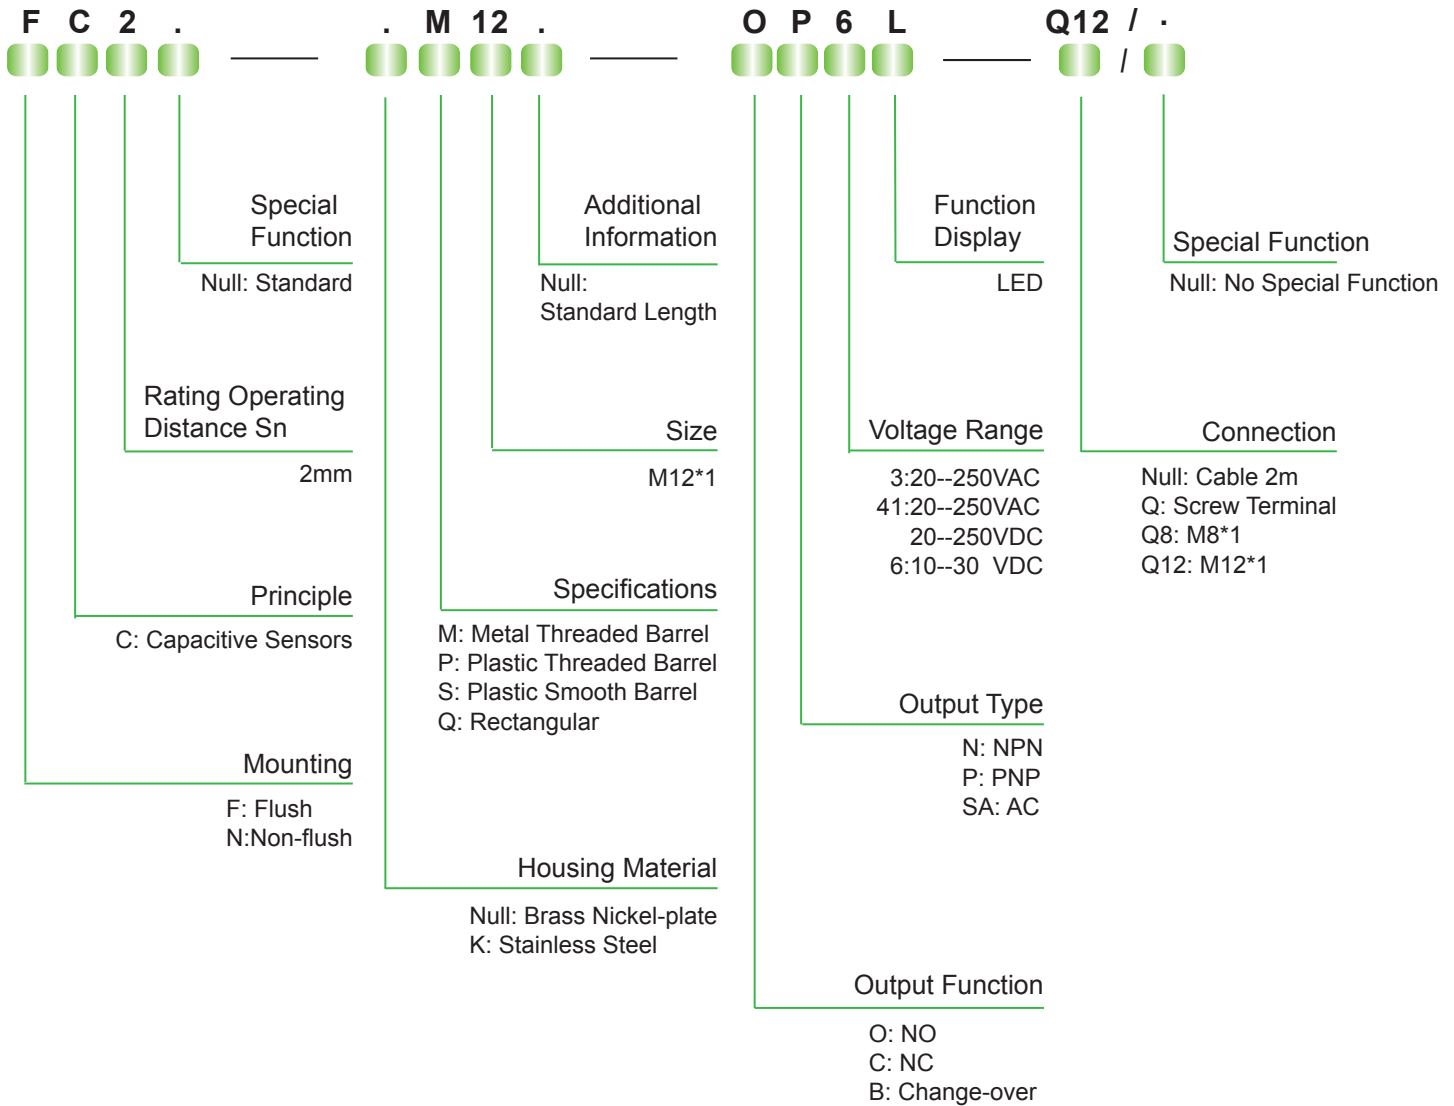 F C 2 . . M 12 . O P 6 L Q12 / ·
/
Special
Function
Null: Standard
Additional
Information
Null:
Standard Length
Function
Display
LED
Special Function
Null: No Special Function
Rating Operating
Distance Sn
2mm
Size
M12*1
Voltage Range
3:20--250VAC
41:20--250VAC
20--250VDC
6:10--30 VDC
Connection
Null: Cable 2m
Q: Screw Terminal
Q8: M8*1
Q12: M12*1
Principle
C: Capacitive Sensors
Specifications
M: Metal Threaded Barrel
P: Plastic Threaded Barrel
S: Plastic Smooth Barrel
Q: Rectangular
Output Type
N: NPN
P: PNP
SA: AC
Mounting
F: Flush
N:Non-flush
Housing Material
Null: Brass Nickel-plate
K: Stainless Steel
Output Function
O: NO
C: NC
B: Change-over